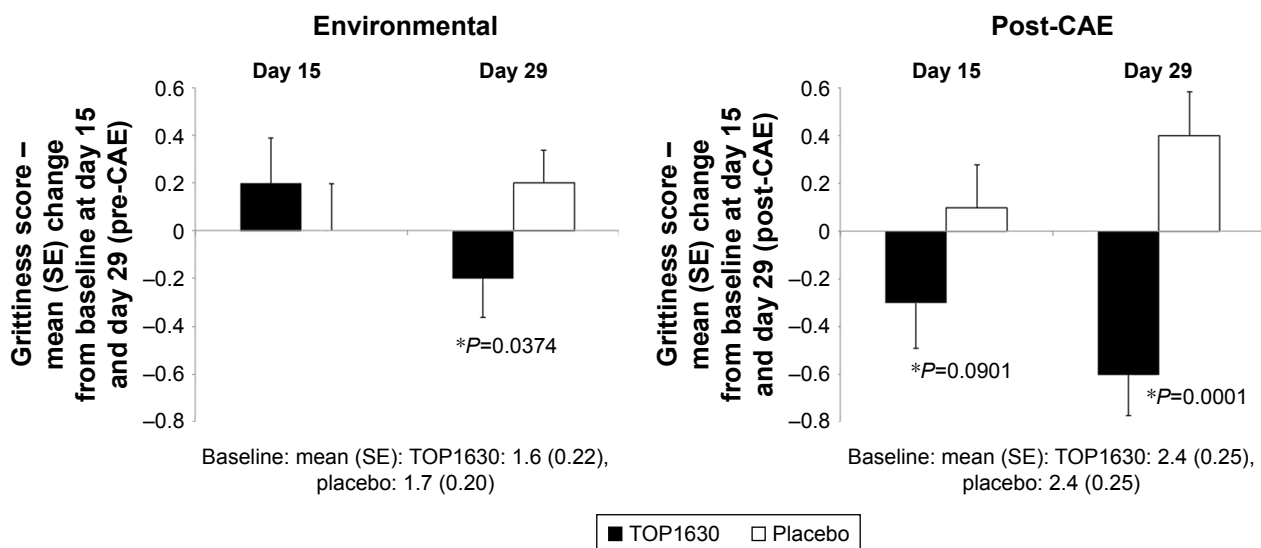 Environmental
Day 15
Day 29
Grittiness score –
mean (SE) change
from baseline at day 15
and day 29 (pre-CAE)
0.6
0.4
0.2
0
–0.2
–0.4
–0.6
–0.8
*P=0.0374
Baseline: mean (SE): TOP1630: 1.6 (0.22),
placebo: 1.7 (0.20)
Post-CAE
Day 15
Day 29
Grittiness score –
mean (SE) change
from baseline at day 15
and day 29 (post-CAE)
0.6
0.4
0.2
0
–0.2
–0.4
–0.6
–0.8
*P=0.0901
*P=0.0001
Baseline: mean (SE): TOP1630: 2.4 (0.25),
placebo: 2.4 (0.25)
TOP1630
Placebo